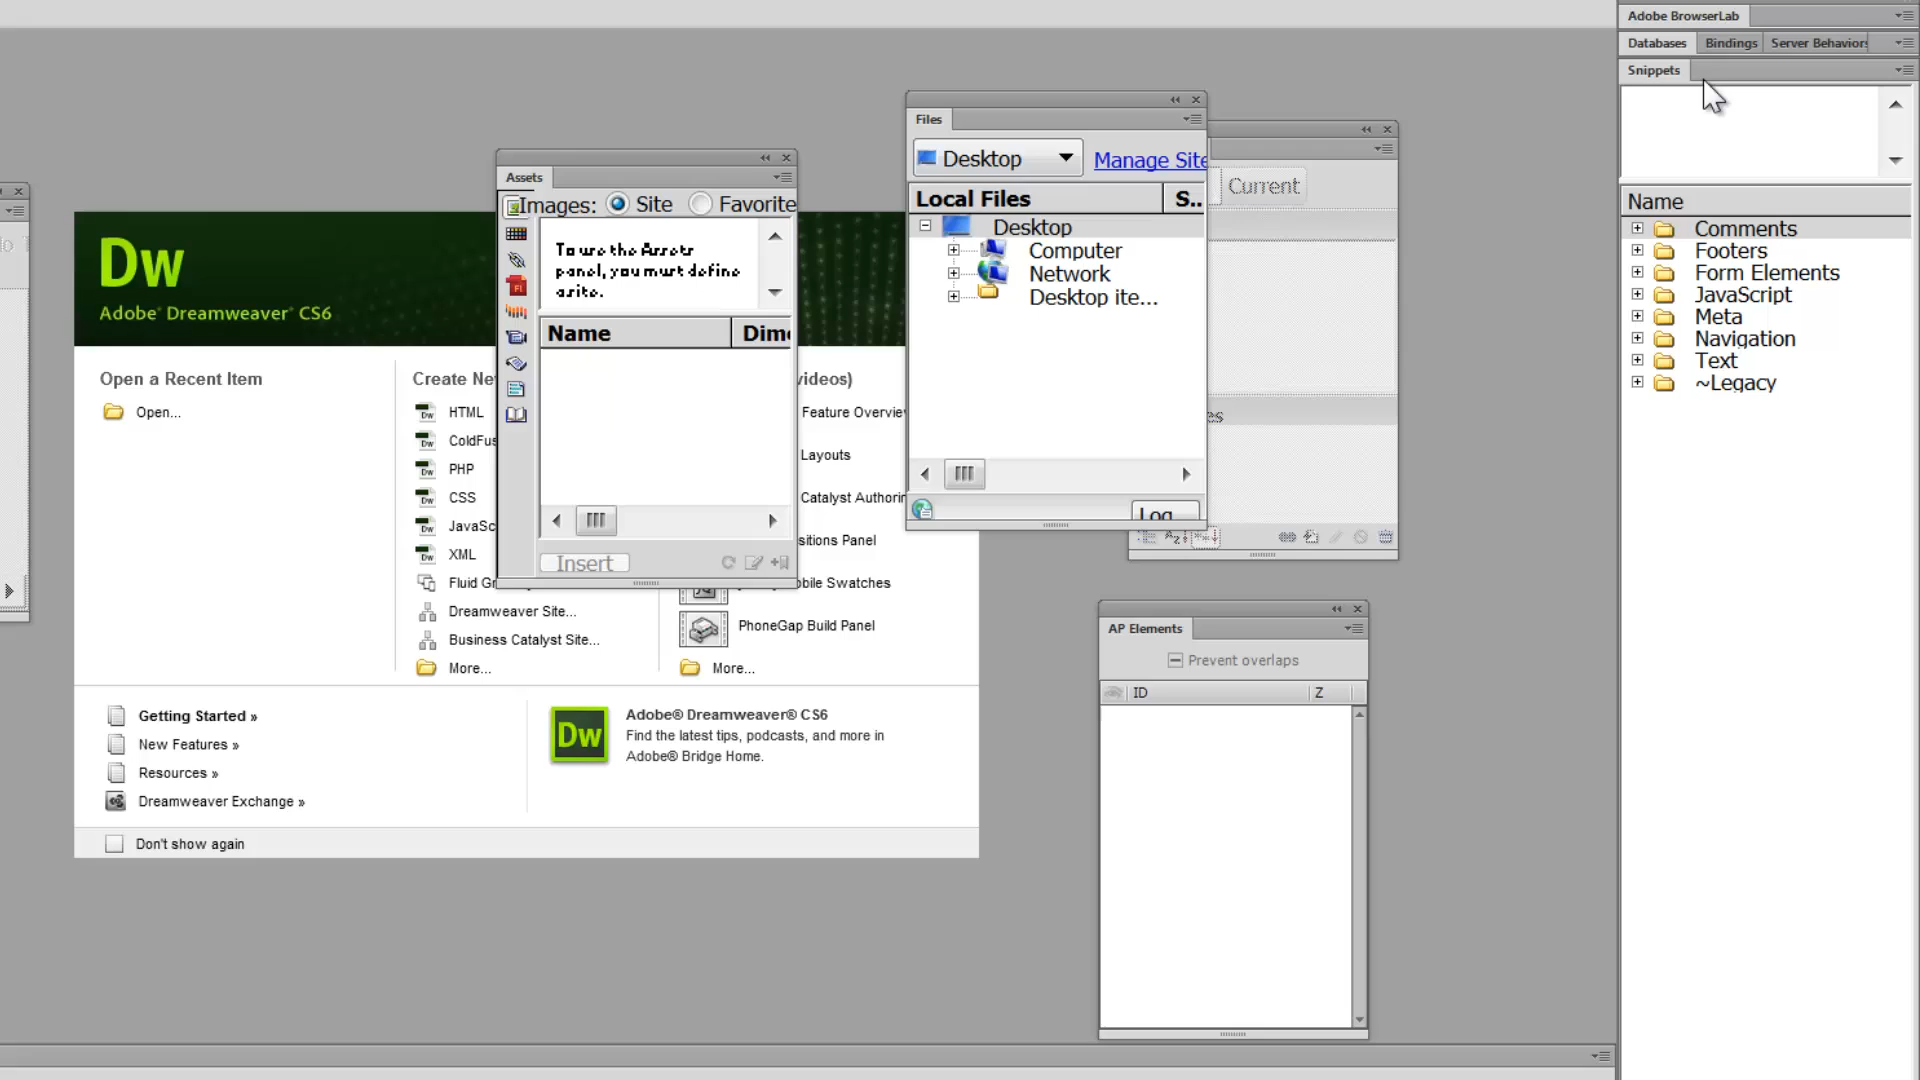 Adobe BrowserLab
Databases Bindings Server Behaviors
Snippets
Name
Comments
Footers
Form Elements
JavaScript
Meta
Navigation
Text
~Legacy
Files
Desktop
Manage Site
Local Files S..
Desktop
Computer
Network
Desktop ite...
Log
Current
Assets
Images: Site Favorite
To use the Assets
panel, you must define
a site.
Name Dim
Insert
Dw
Adobe® Dreamweaver® CS6
Open a Recent Item
Open...
Create Ne
HTML
ColdFus
PHP
CSS
JavaSc
XML
Fluid Gr
Dreamweaver Site...
Business Catalyst Site...
More...
videos)
Feature Overview
Layouts
Catalyst Authorin
sitions Panel
obile Swatches
PhoneGap Build Panel
More...
Getting Started »
New Features »
Resources »
Dreamweaver Exchange »
Dw
Adobe® Dreamweaver® CS6
Find the latest tips, podcasts, and more in
Adobe® Bridge Home.
Don't show again
AP Elements
Prevent overlaps
ID Z